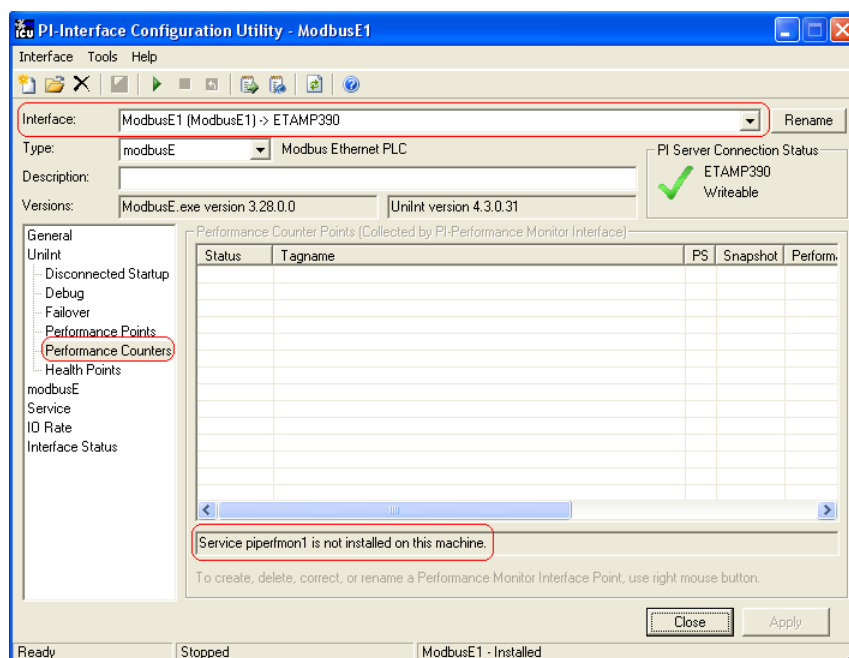 PI-Interface Configuration Utility - ModbusE1
Interface Tools Help
Interface: ModbusE1 (ModbusE1) -> ETAMP390 Rename
Type: modbusE Modbus Ethernet PLC PI Server Connection Status
ETAMP390
Description:
Writeable
Versions: ModbusE.exe version 3.28.0.0 UniInt version 4.3.0.31
General
UniInt
Disconnected Startup
Debug
Failover
Performance Points
Performance Counters
Health Points
modbusE
Service
IO Rate
Interface Status
Performance Counter Points (Collected by PI-Performance Monitor Interface)
Status Tagname PS Snapshot Perform
Service piperfmon1 is not installed on this machine.
To create, delete, correct, or rename a Performance Monitor Interface Point, use right mouse button.
Close Apply
Ready Stopped ModbusE1 - Installed